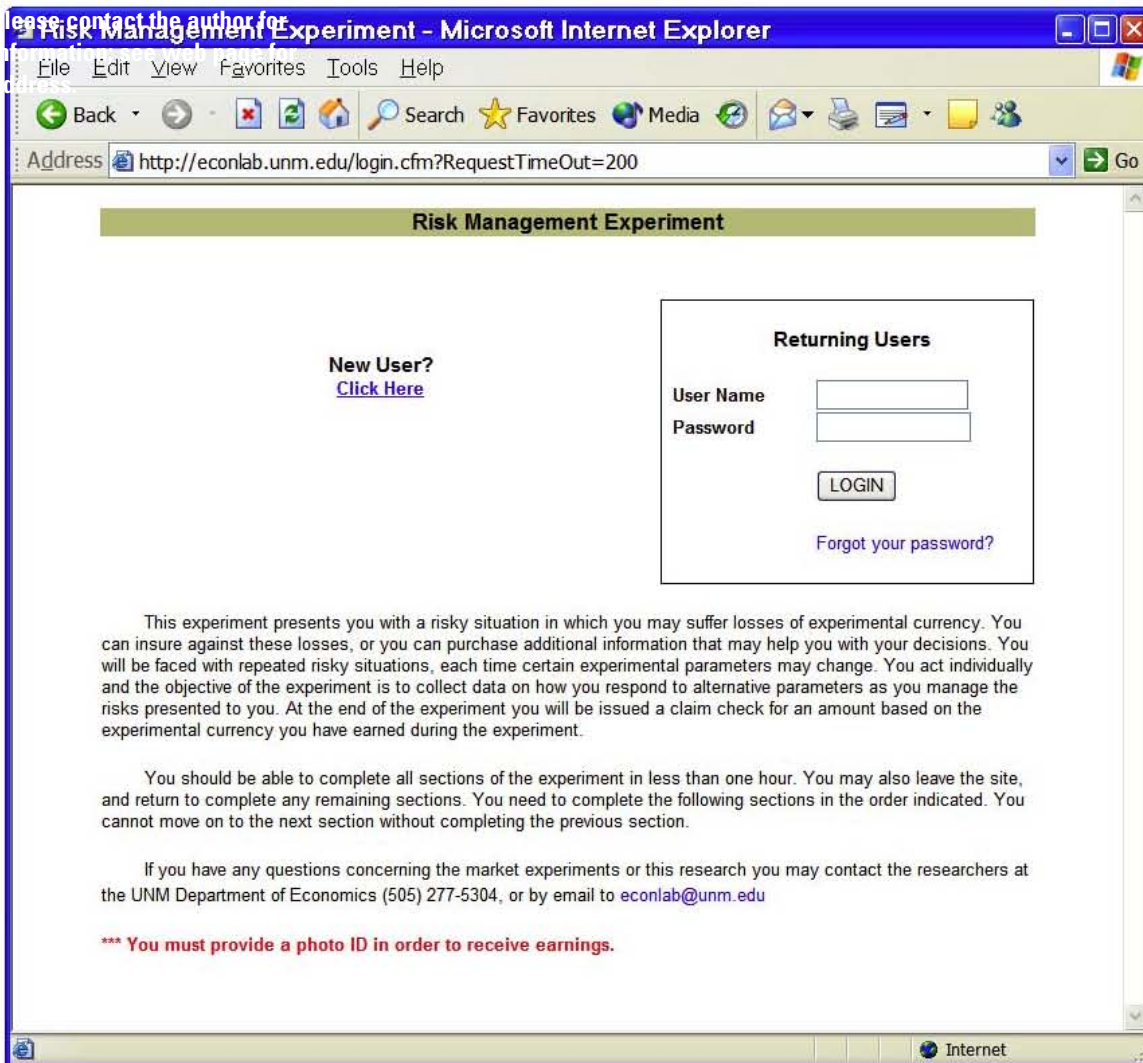 lease contact the author for
Risk Management Experiment - Microsoft Internet Explorer
nformation; see web page for
File Edit View Favorites Tools Help
ddress.
Back Search Favorites Media
Address http://econlab.unm.edu/login.cfm?RequestTimeOut=200 Go
Risk Management Experiment
New User?
Click Here
Returning Users
User Name
Password
LOGIN
Forgot your password?
This experiment presents you with a risky situation in which you may suffer losses of experimental currency. You
can insure against these losses, or you can purchase additional information that may help you with your decisions. You
will be faced with repeated risky situations, each time certain experimental parameters may change. You act individually
and the objective of the experiment is to collect data on how you respond to alternative parameters as you manage the
risks presented to you. At the end of the experiment you will be issued a claim check for an amount based on the
experimental currency you have earned during the experiment.
You should be able to complete all sections of the experiment in less than one hour. You may also leave the site,
and return to complete any remaining sections. You need to complete the following sections in the order indicated. You
cannot move on to the next section without completing the previous section.
If you have any questions concerning the market experiments or this research you may contact the researchers at
the UNM Department of Economics (505) 277-5304, or by email to econlab@unm.edu
*** You must provide a photo ID in order to receive earnings.
Internet